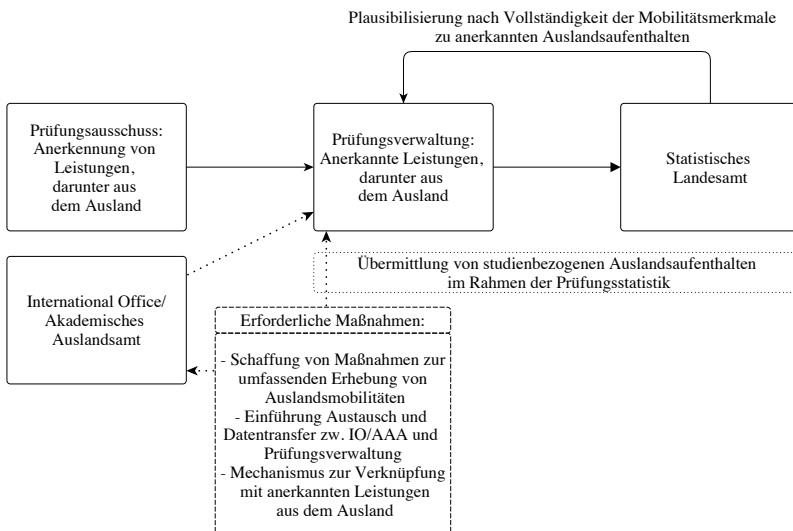 Plausibilisierung nach Vollständigkeit der Mobilitätsmerkmale
zu anerkannten Auslandsaufenthalten
Prüfungsausschuss:
Anerkennung von
Leistungen,
darunter aus
dem Ausland
Prüfungsverwaltung:
Anerkannte Leistungen,
darunter aus
dem Ausland
Statistisches
Landesamt
Übermittlung von studienbezogenen Auslandsaufenthalten
im Rahmen der Prüfungsstatistik
International Office/
Akademisches
Auslandsamt
Erforderliche Maßnahmen:
- Schaffung von Maßnahmen zur
umfassenden Erhebung von
Auslandsmobilitäten
- Einführung Austausch und
Datentransfer zw. IO/AAA und
Prüfungsverwaltung
- Mechanismus zur Verknüpfung
mit anerkannten Leistungen
aus dem Ausland